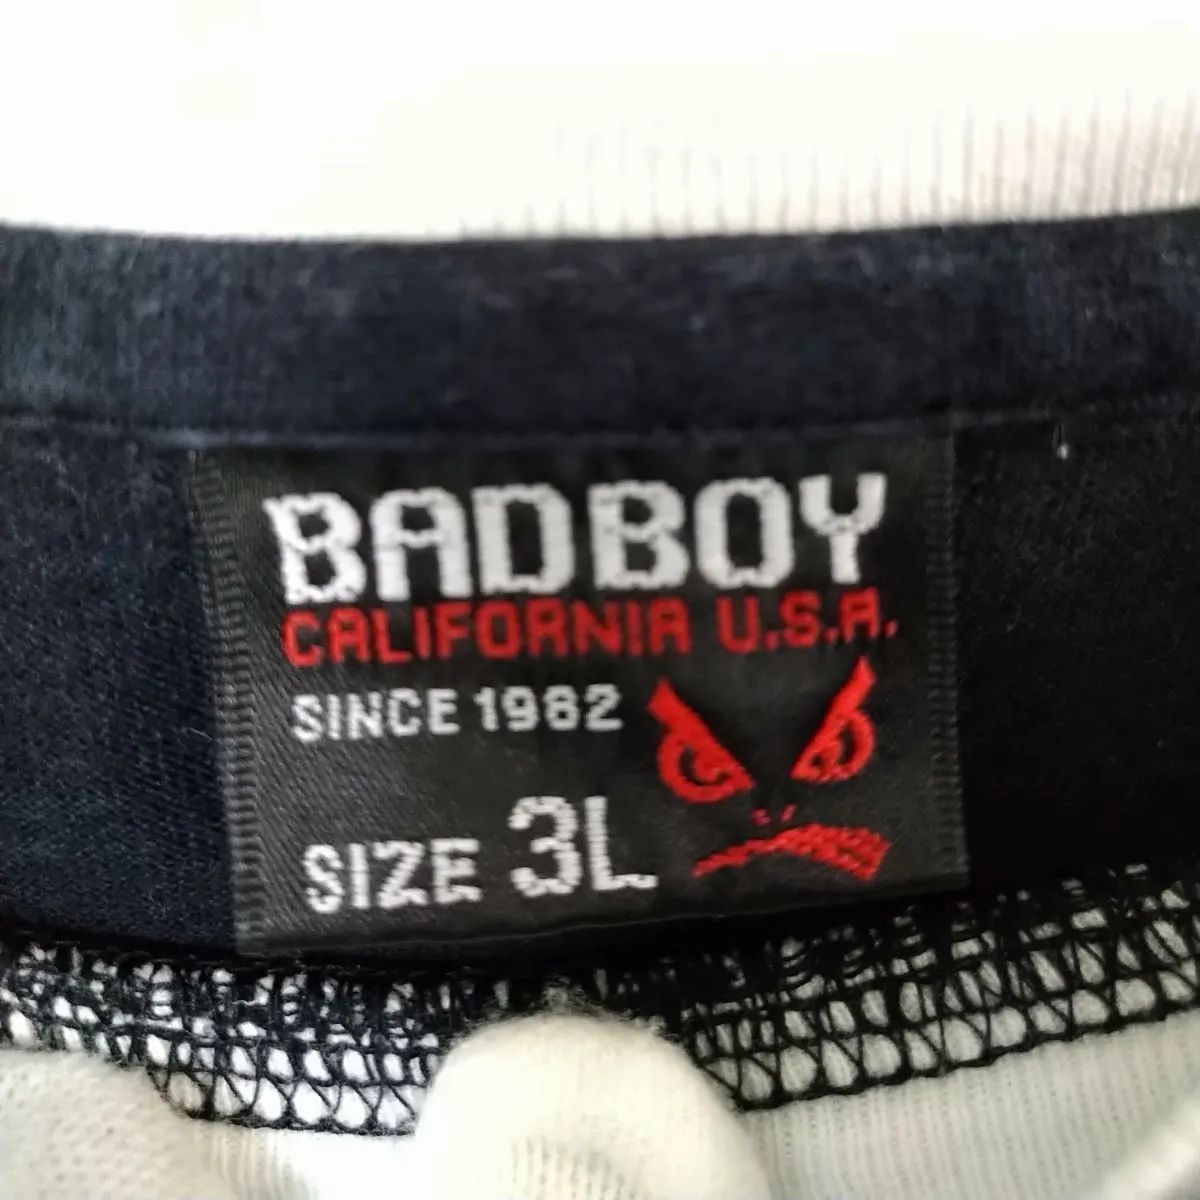 BADBOY
CALIFORNIA U.S.A.
SINCE 1982
SIZE 3L